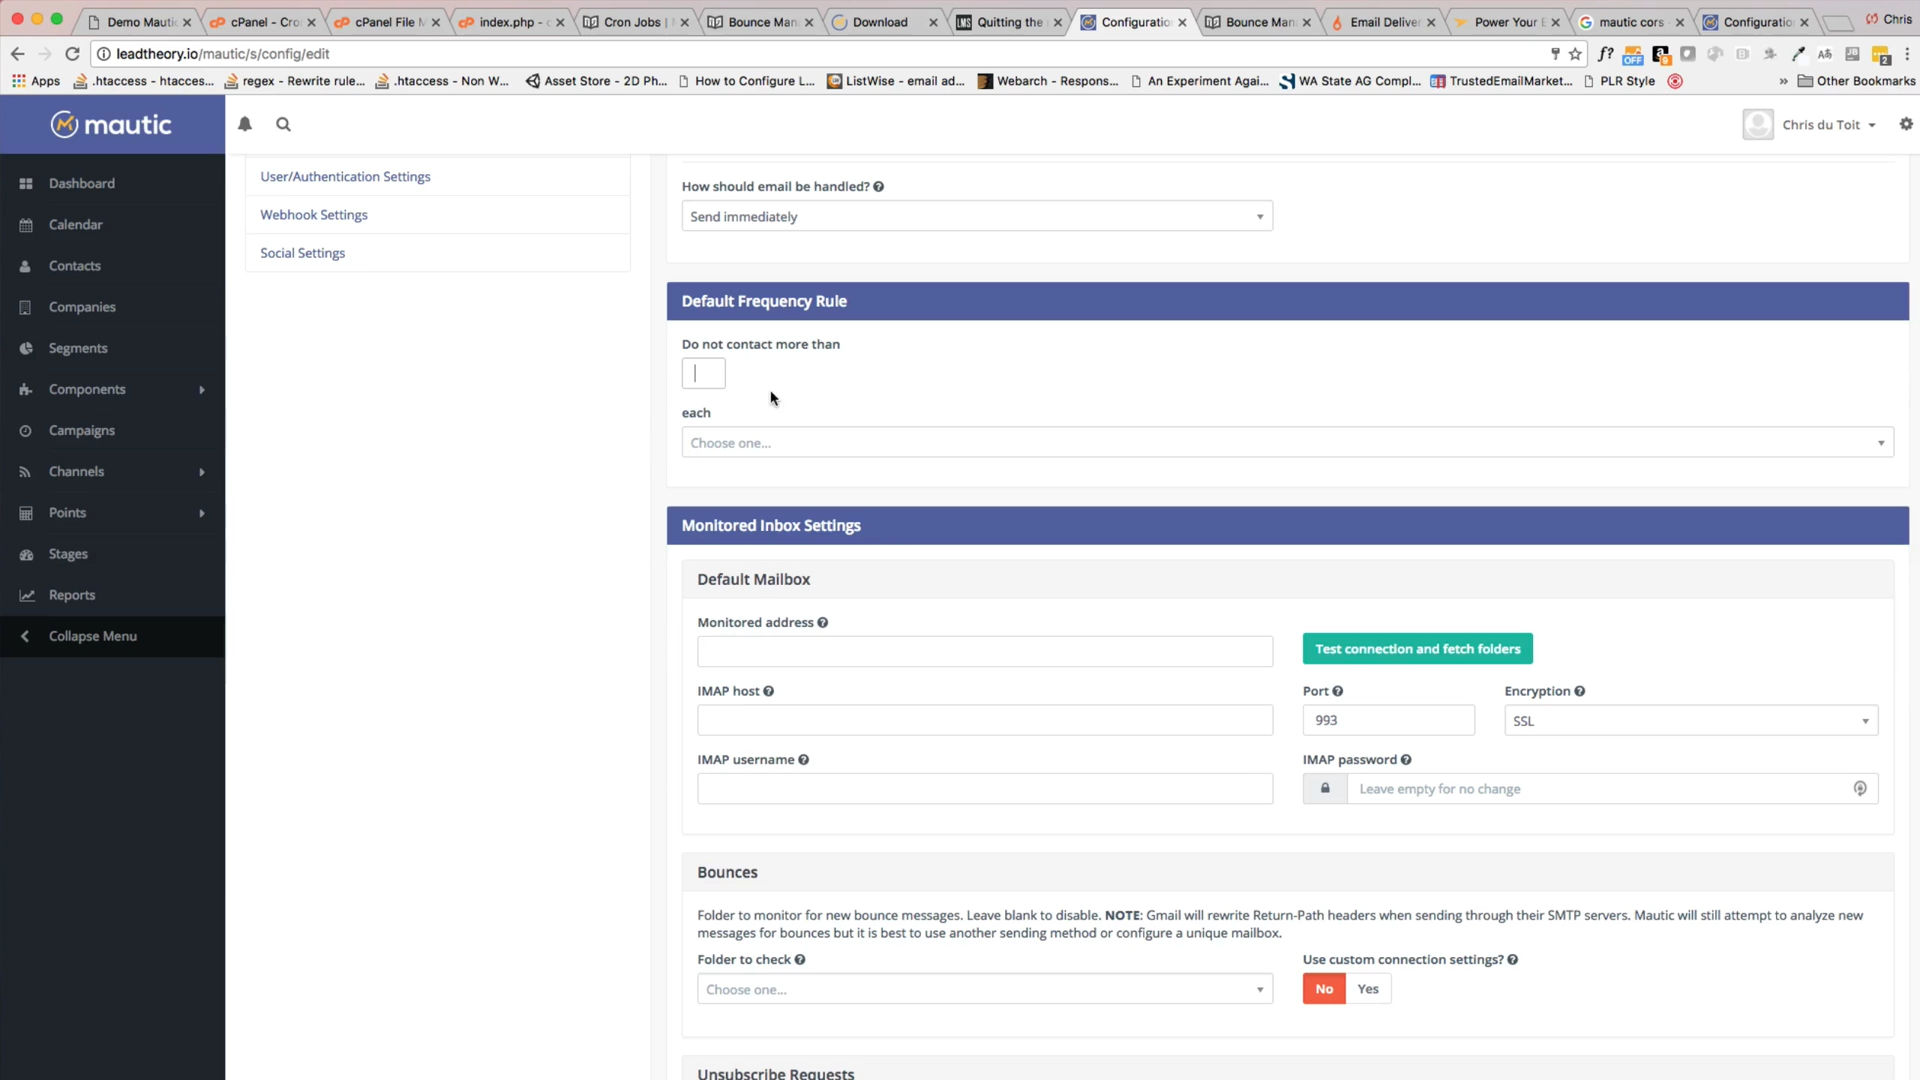 Demo Mautic
cPanel - Cro
cPanel File M
index.php - c
Cron Jobs |
Bounce Man
Download
LMS Quitting the
Configuratio
Bounce Man
Email Deliver
Power Your E
mautic cors
Configuratio
Chris
leadtheory.io/mautic/s/config/edit
f?
OFF
2
Apps
.htaccess - htacces...
regex - Rewrite rule...
.htaccess - Non W...
Asset Store - 2D Ph...
How to Configure L...
ListWise - email ad...
Webarch - Respons...
An Experiment Agai...
WA State AG Compl...
TrustedEmailMarket...
PLR Style
»
Other Bookmarks
mautic
Chris du Toit
Dashboard
Calendar
Contacts
Companies
Segments
Components
Campaigns
Channels
Points
Stages
Reports
Collapse Menu
User/Authentication Settings
Webhook Settings
Social Settings
How should email be handled?
Send immediately
Default Frequency Rule
Do not contact more than
each
Choose one...
Monitored Inbox Settings
Default Mailbox
Monitored address
Test connection and fetch folders
IMAP host
Port
Encryption
993
SSL
IMAP username
IMAP password
Leave empty for no change
Bounces
Folder to monitor for new bounce messages. Leave blank to disable. NOTE: Gmail will rewrite Return-Path headers when sending through their SMTP servers. Mautic will still attempt to analyze new
messages for bounces but it is best to use another sending method or configure a unique mailbox.
Folder to check
Use custom connection settings?
Choose one...
No
Yes
Unsubscribe Requests